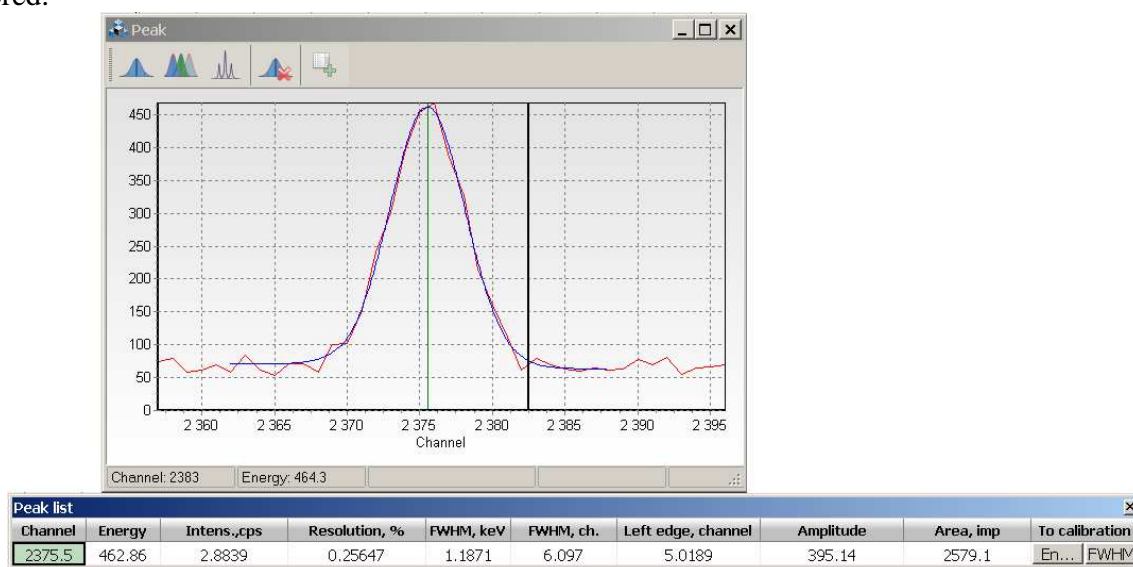 Peak
450
400
350
300
250
200
150
100
50
0
2 360 2 365 2 370 2 375 2 380 2 385 2 390 2 395
Channel
Channel: 2383 Energy: 464.3
Peak list
Channel Energy Intens.,cps Resolution, % FWHM, keV FWHM, ch. Left edge, channel Amplitude Area, imp To calibration
2375.5 462.86 2.8839 0.25647 1.1871 6.097 5.0189 395.14 2579.1 En... FWHM